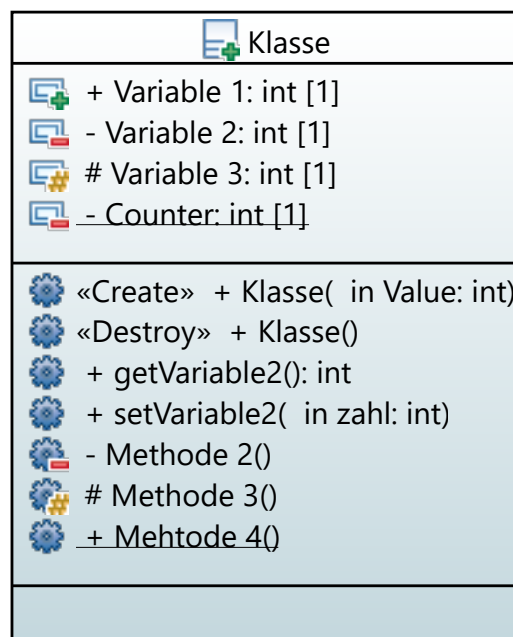 Klasse
+ Variable 1: int [1]
- Variable 2: int [1]
# Variable 3: int [1]
- Counter: int [1]
«Create» + Klasse( in Value: int)
«Destroy» + Klasse()
+ getVariable2(): int
+ setVariable2( in zahl: int)
- Methode 2()
# Methode 3()
+ Mehtode 4()